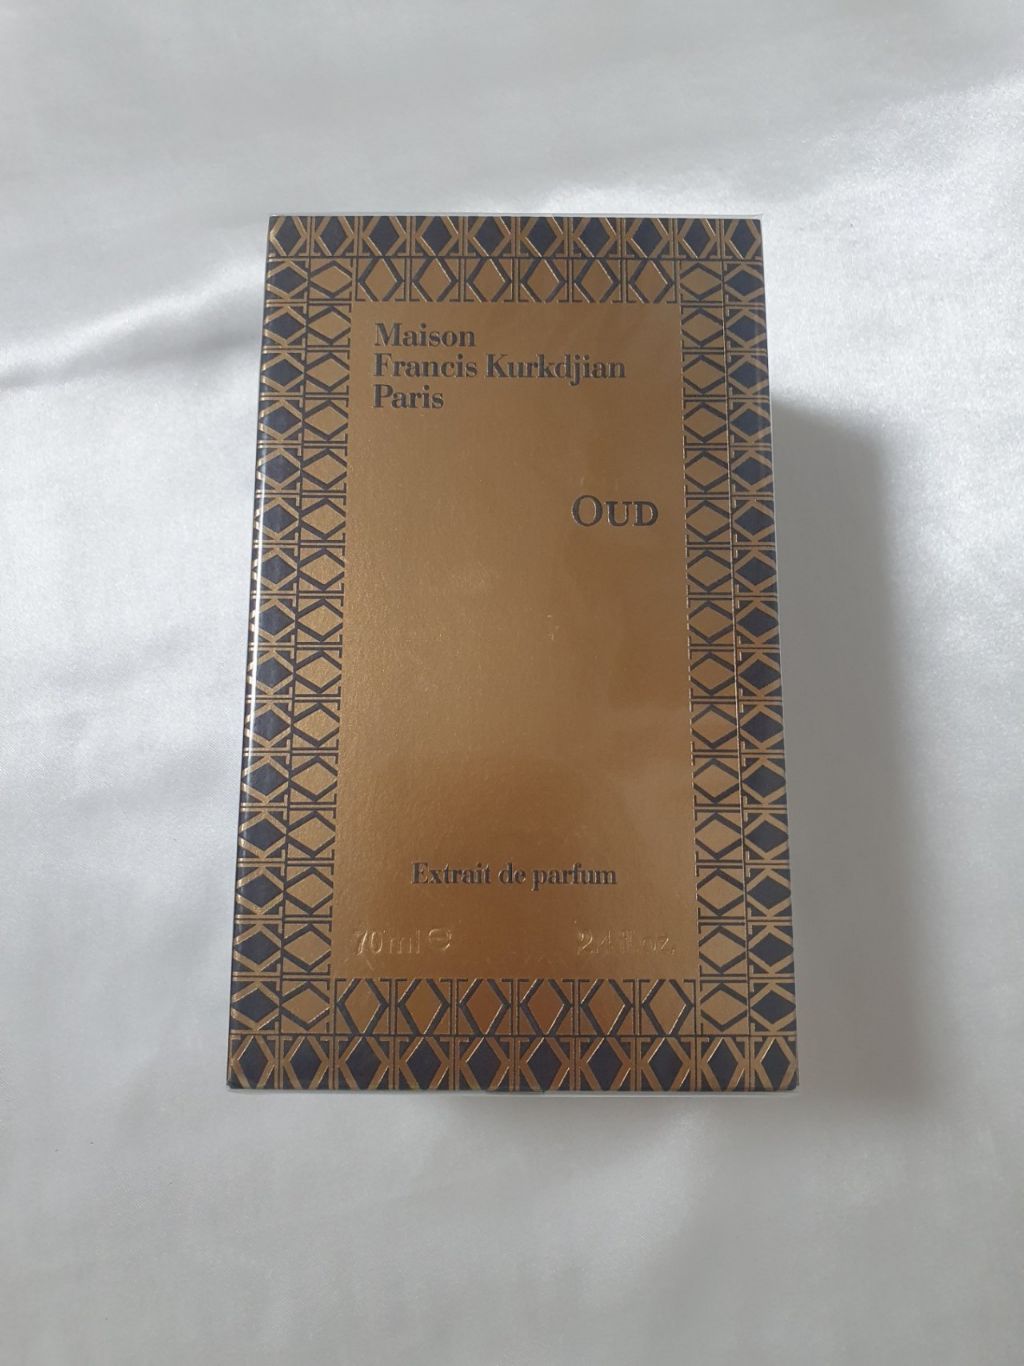 Maison
Francis Kurkdjian
Paris
OUD
Extrait de parfum
70 ml ℮ 2.4 fl.oz.